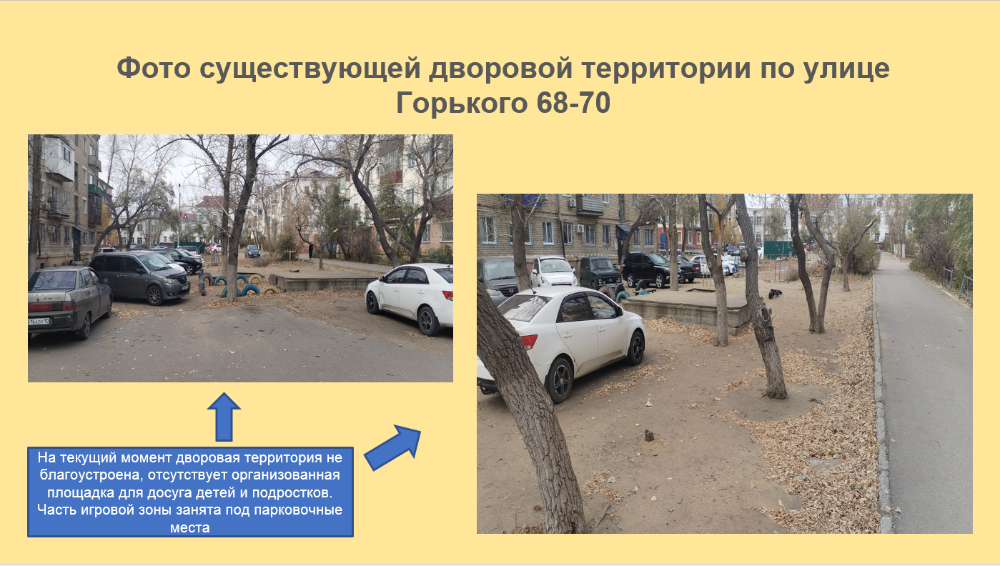 Фото существующей дворовой территории по улице
Горького 68-70
На текущий момент дворовая территория не
благоустроена, отсутствует организованная
площадка для досуга детей и подростков.
Часть игровой зоны занята под парковочные
места